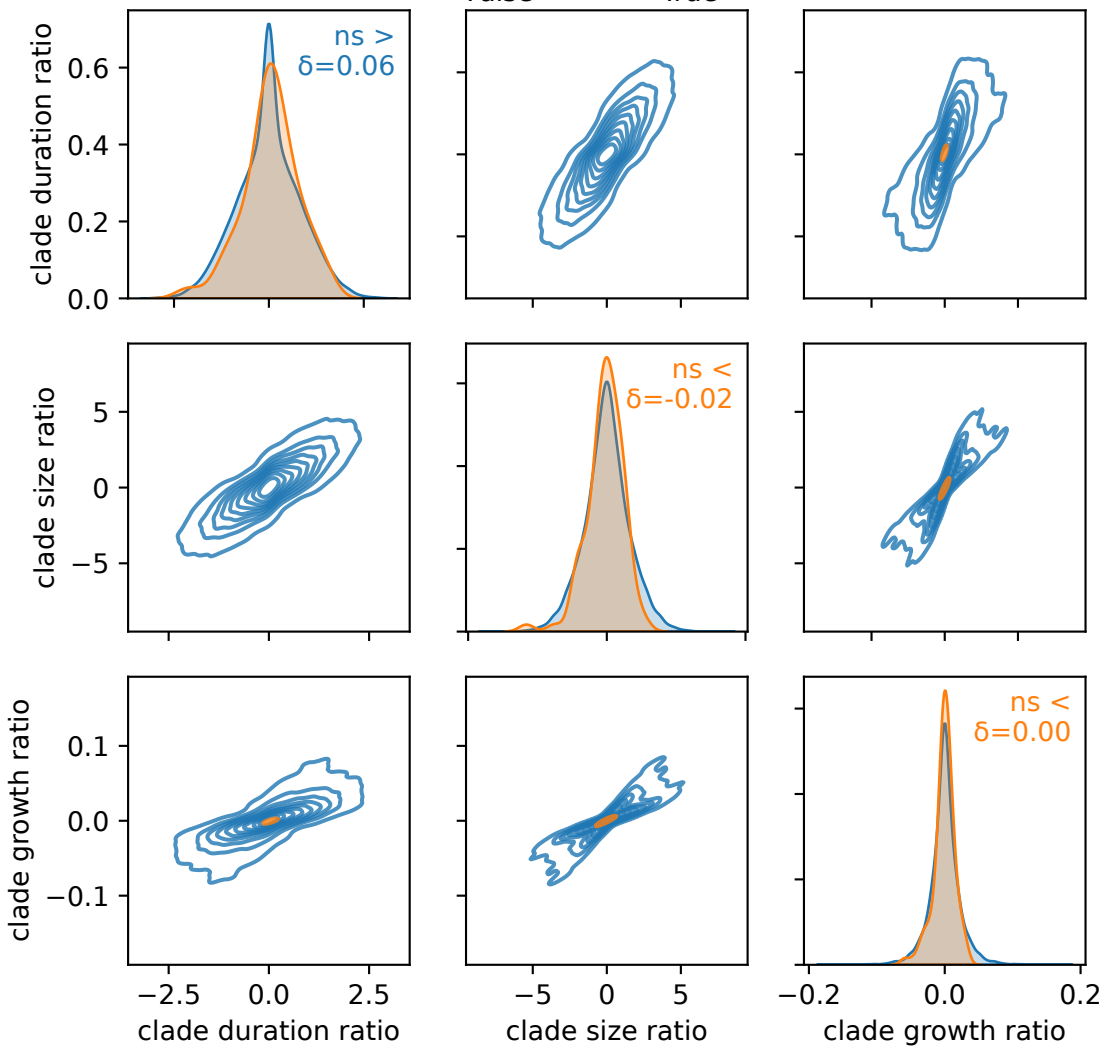 ns >
δ=0.06
clade duration ratio
0.6
0.4
0.2
0.0
−5 0 5
ns <
δ=-0.02
clade size ratio
5
0
−5
ns <
δ=0.00
clade growth ratio
0.1
0.0
−0.1
−2.5 0.0 2.5
−0.2 0.0 0.2
clade duration ratio
clade size ratio
clade growth ratio